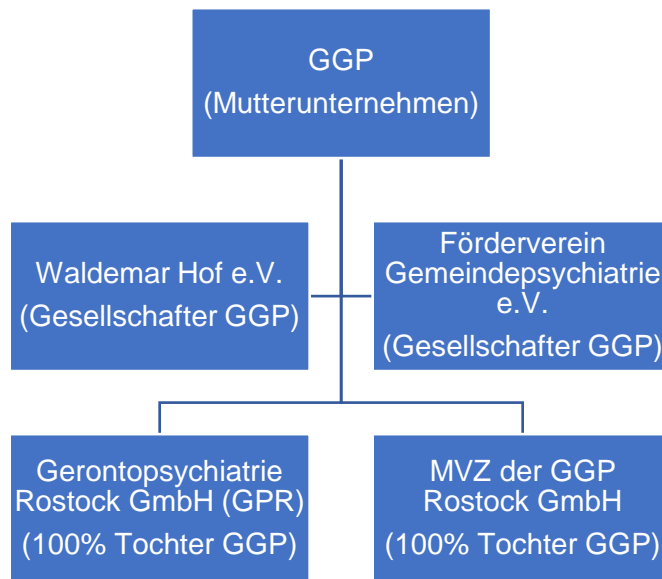 GGP
(Mutterunternehmen)
Waldemar Hof e.V.
(Gesellschafter GGP)
Förderverein
Gemeindepsychiatrie
e.V.
(Gesellschafter GGP)
Gerontopsychiatrie
Rostock GmbH (GPR)
(100% Tochter GGP)
MVZ der GGP
Rostock GmbH
(100% Tochter GGP)